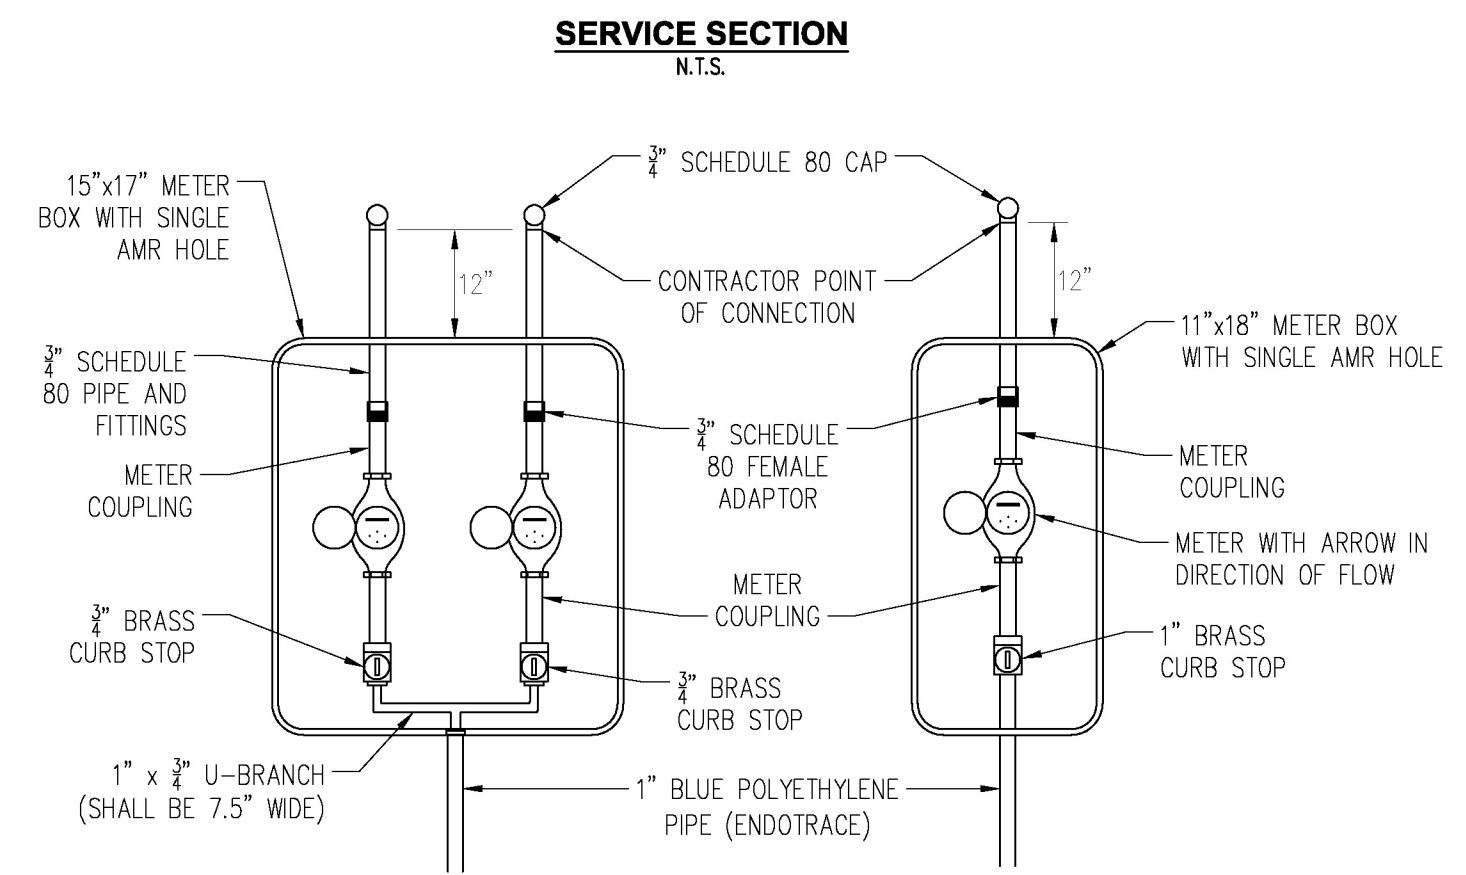 SERVICE SECTION
N.T.S.
3/4" SCHEDULE 80 CAP
15"x17" METER
BOX WITH SINGLE
AMR HOLE
12"
CONTRACTOR POINT
OF CONNECTION
12"
11"x18" METER BOX
WITH SINGLE AMR HOLE
3/4" SCHEDULE
80 PIPE AND
FITTINGS
3/4" SCHEDULE
80 FEMALE
ADAPTOR
METER
COUPLING
METER
COUPLING
METER WITH ARROW IN
DIRECTION OF FLOW
METER
COUPLING
3/4" BRASS
CURB STOP
1" BRASS
CURB STOP
3/4" BRASS
CURB STOP
1" x 3/4" U-BRANCH
(SHALL BE 7.5" WIDE)
1" BLUE POLYETHYLENE
PIPE (ENDOTRACE)